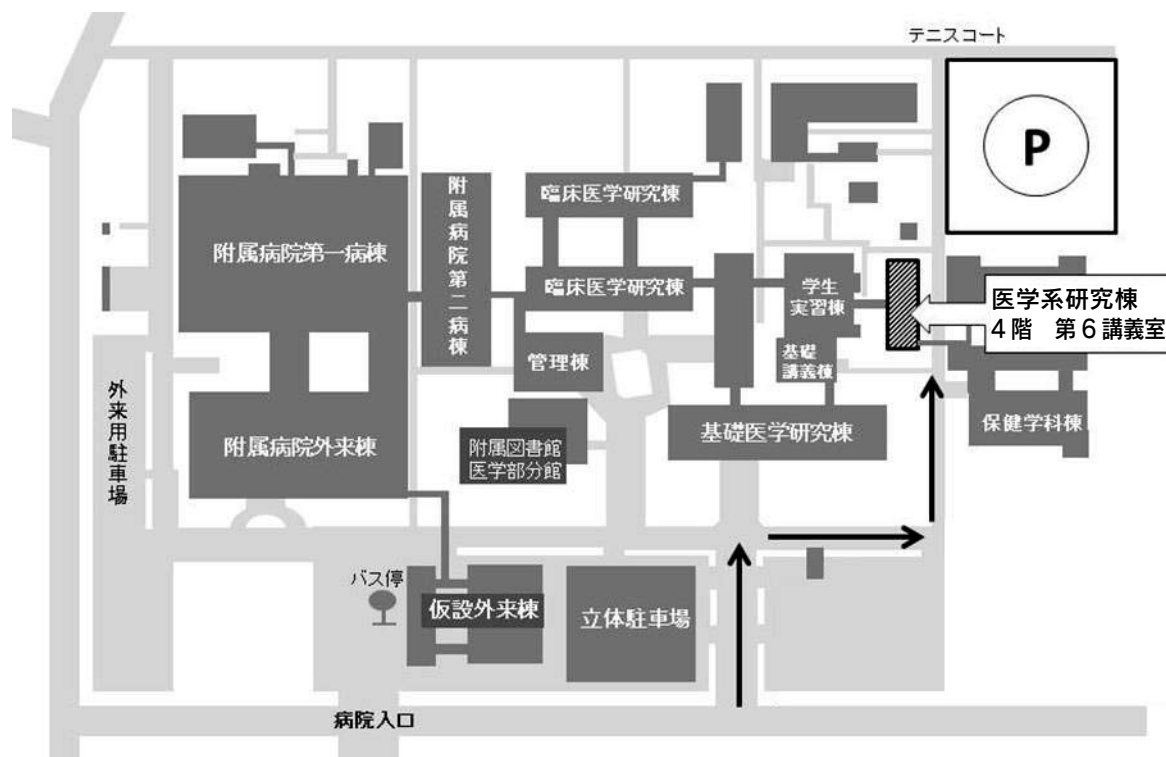 テニスコート
P
附属病院第一病棟
附属病院第二病棟
臨床医学研究棟
臨床医学研究棟
学生
実習棟
医学系研究棟
4階 第6講義室
管理棟
基礎
講義棟
外来用駐車場
附属病院外来棟
附属図書館
医学部分館
基礎医学研究棟
保健学科棟
バス停
仮設外来棟
立体駐車場
病院入口